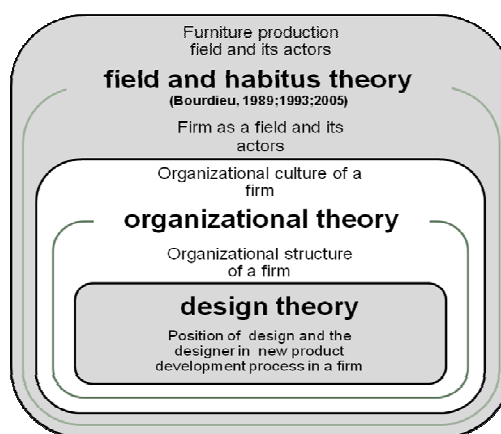 Furniture production
field and its actors
field and habitus theory
(Bourdieu, 1989;1993;2005)
Firm as a field and its
actors
Organizational culture of a
firm
organizational theory
Organizational structure
of a firm
design theory
Position of design and the
designer in new product
development process in a firm